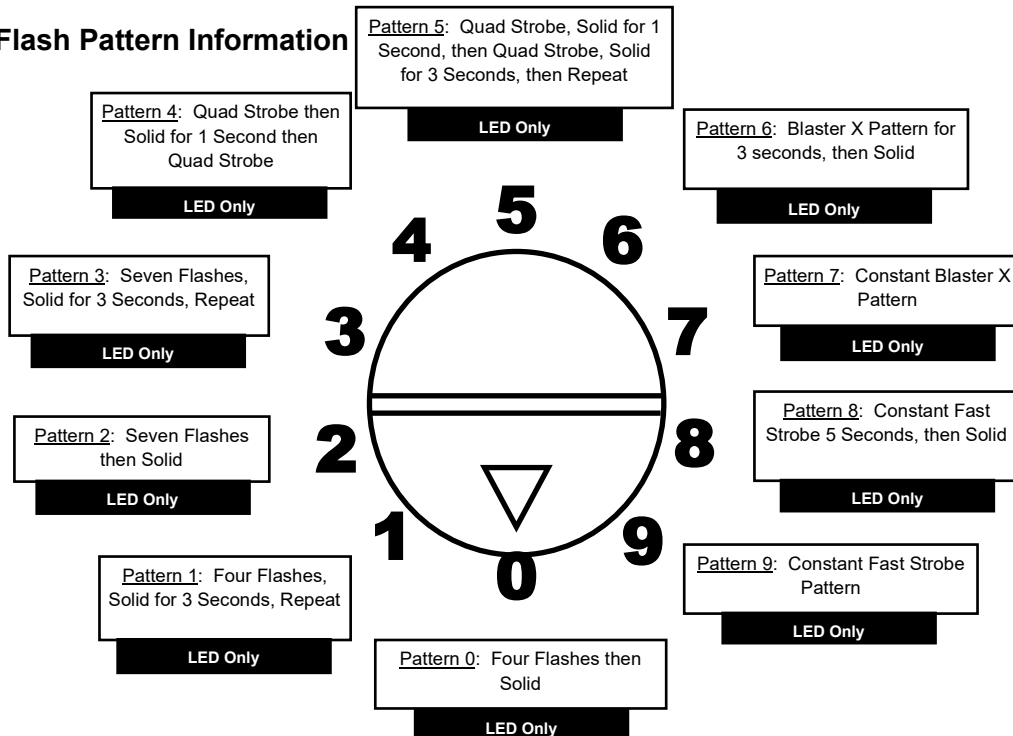 Flash Pattern Information
Pattern 5: Quad Strobe, Solid for 1
Second, then Quad Strobe, Solid
for 3 Seconds, then Repeat
LED Only
Pattern 4: Quad Strobe then
Solid for 1 Second then
Quad Strobe
LED Only
Pattern 6: Blaster X Pattern for
3 seconds, then Solid
LED Only
Pattern 3: Seven Flashes,
Solid for 3 Seconds, Repeat
LED Only
Pattern 7: Constant Blaster X
Pattern
LED Only
Pattern 2: Seven Flashes
then Solid
LED Only
Pattern 8: Constant Fast
Strobe 5 Seconds, then Solid
LED Only
Pattern 1: Four Flashes,
Solid for 3 Seconds, Repeat
LED Only
Pattern 9: Constant Fast Strobe
Pattern
LED Only
Pattern 0: Four Flashes then
Solid
LED Only
5
4
6
3
7
2
8
1
9
0